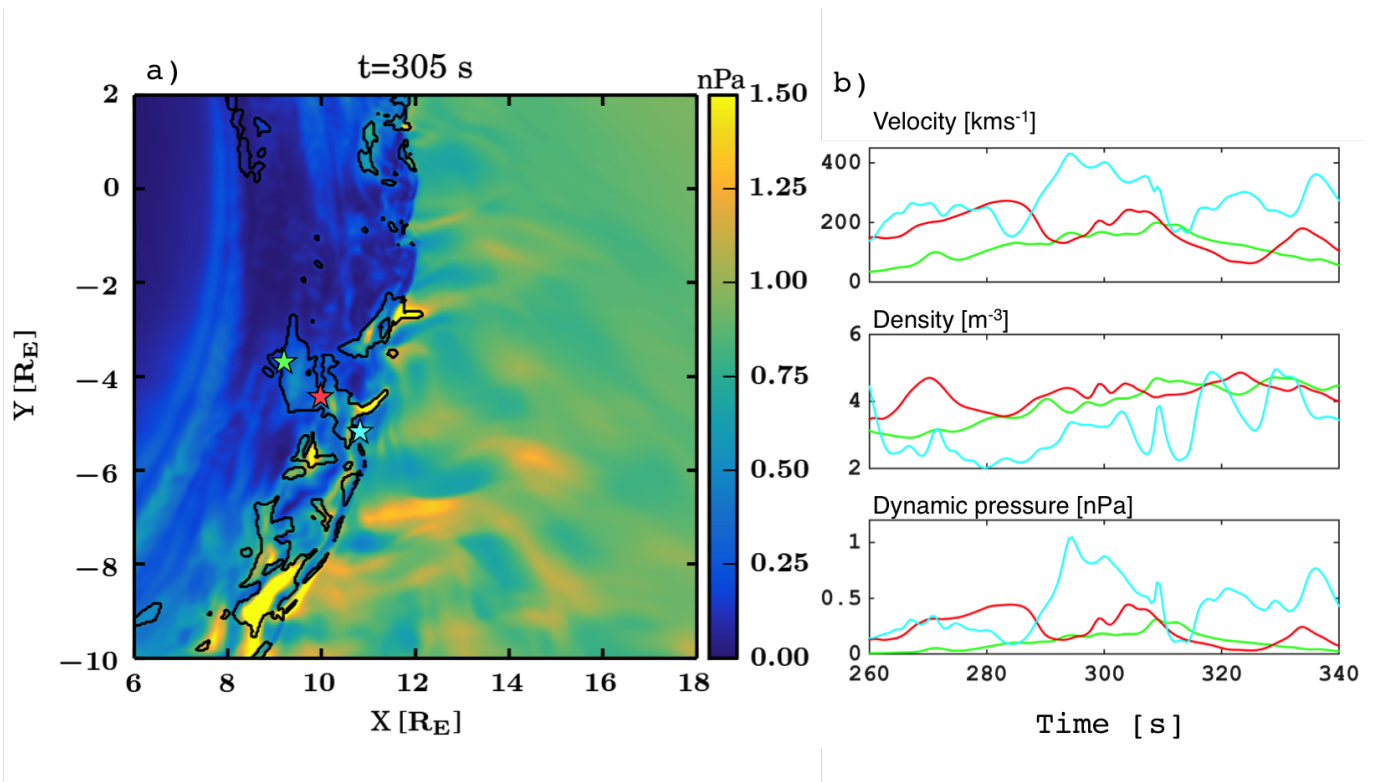 a)
t=305 s
nPa
2
0
−2
−4
−6
−8
−10
6 8 10 12 14 16 18
X [R_E]
Y [R_E]
1.50
1.25
1.00
0.75
0.50
0.25
0.00
b)
Velocity [kms⁻¹]
400
200
0
Density [m⁻³]
6
4
2
Dynamic pressure [nPa]
1
0.5
0
260 280 300 320 340
Time [s]